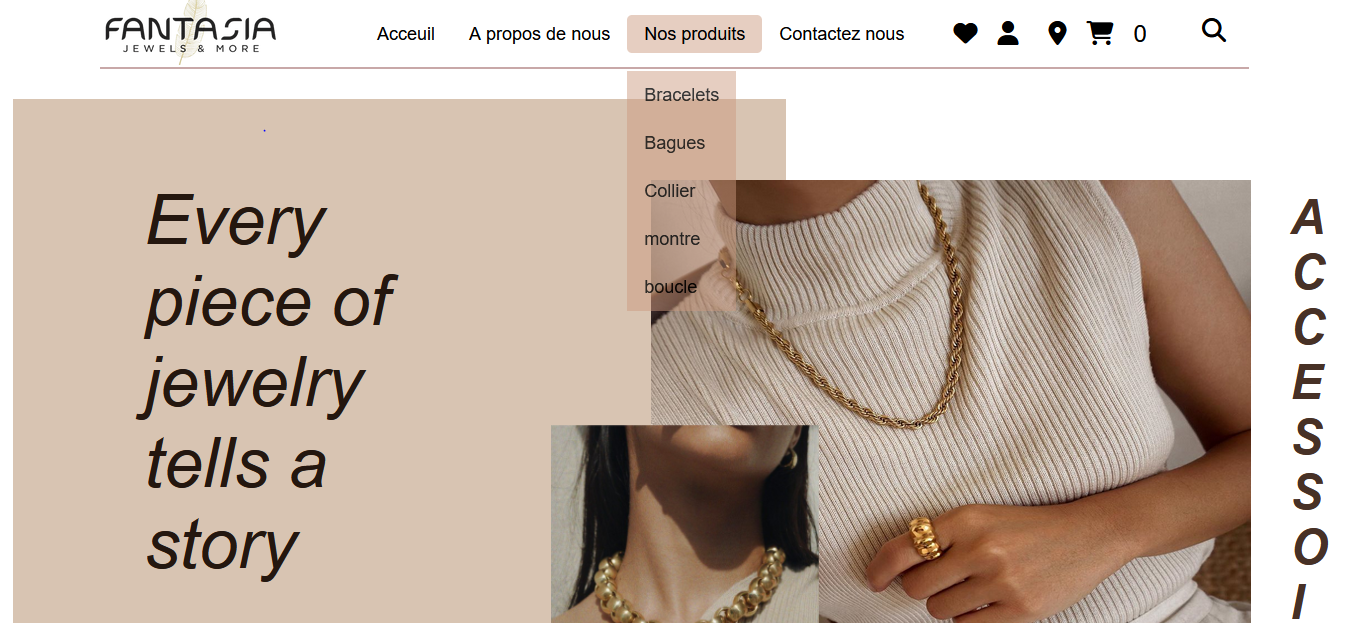 FANTASIA
JEWELS & MORE
Acceuil
A propos de nous
Nos produits
Contactez nous
0
Bracelets
Bagues
Collier
montre
boucle
Every
piece of
jewelry
tells a
story
A
C
C
E
S
S
O
I